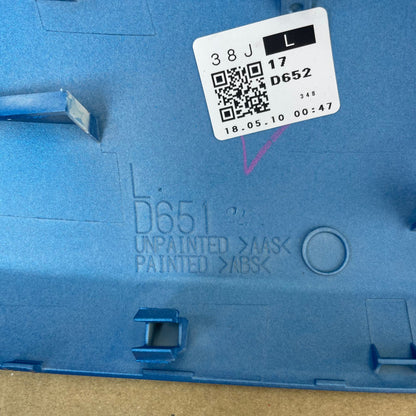 38J L
17
D652
348
18.05.10 00:47
L
D651
UNPAINTED >AAS<
PAINTED >ABS<